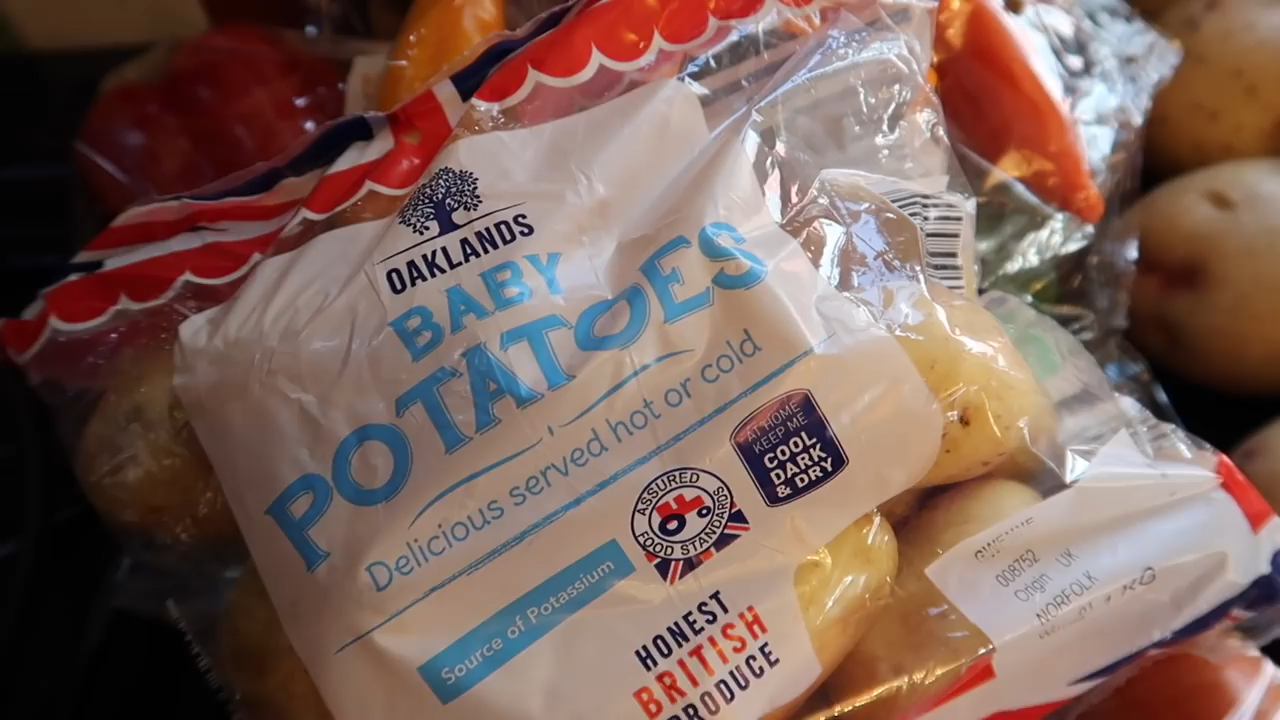 OAKLANDS
BABY
POTATOES
Delicious served hot or cold
AT HOME
KEEP ME
COOL
DARK
& DRY
ASSURED
FOOD STANDARDS
Source of Potassium
HONEST
BRITISH
PRODUCE
008752
Origin UK
NORFOLK